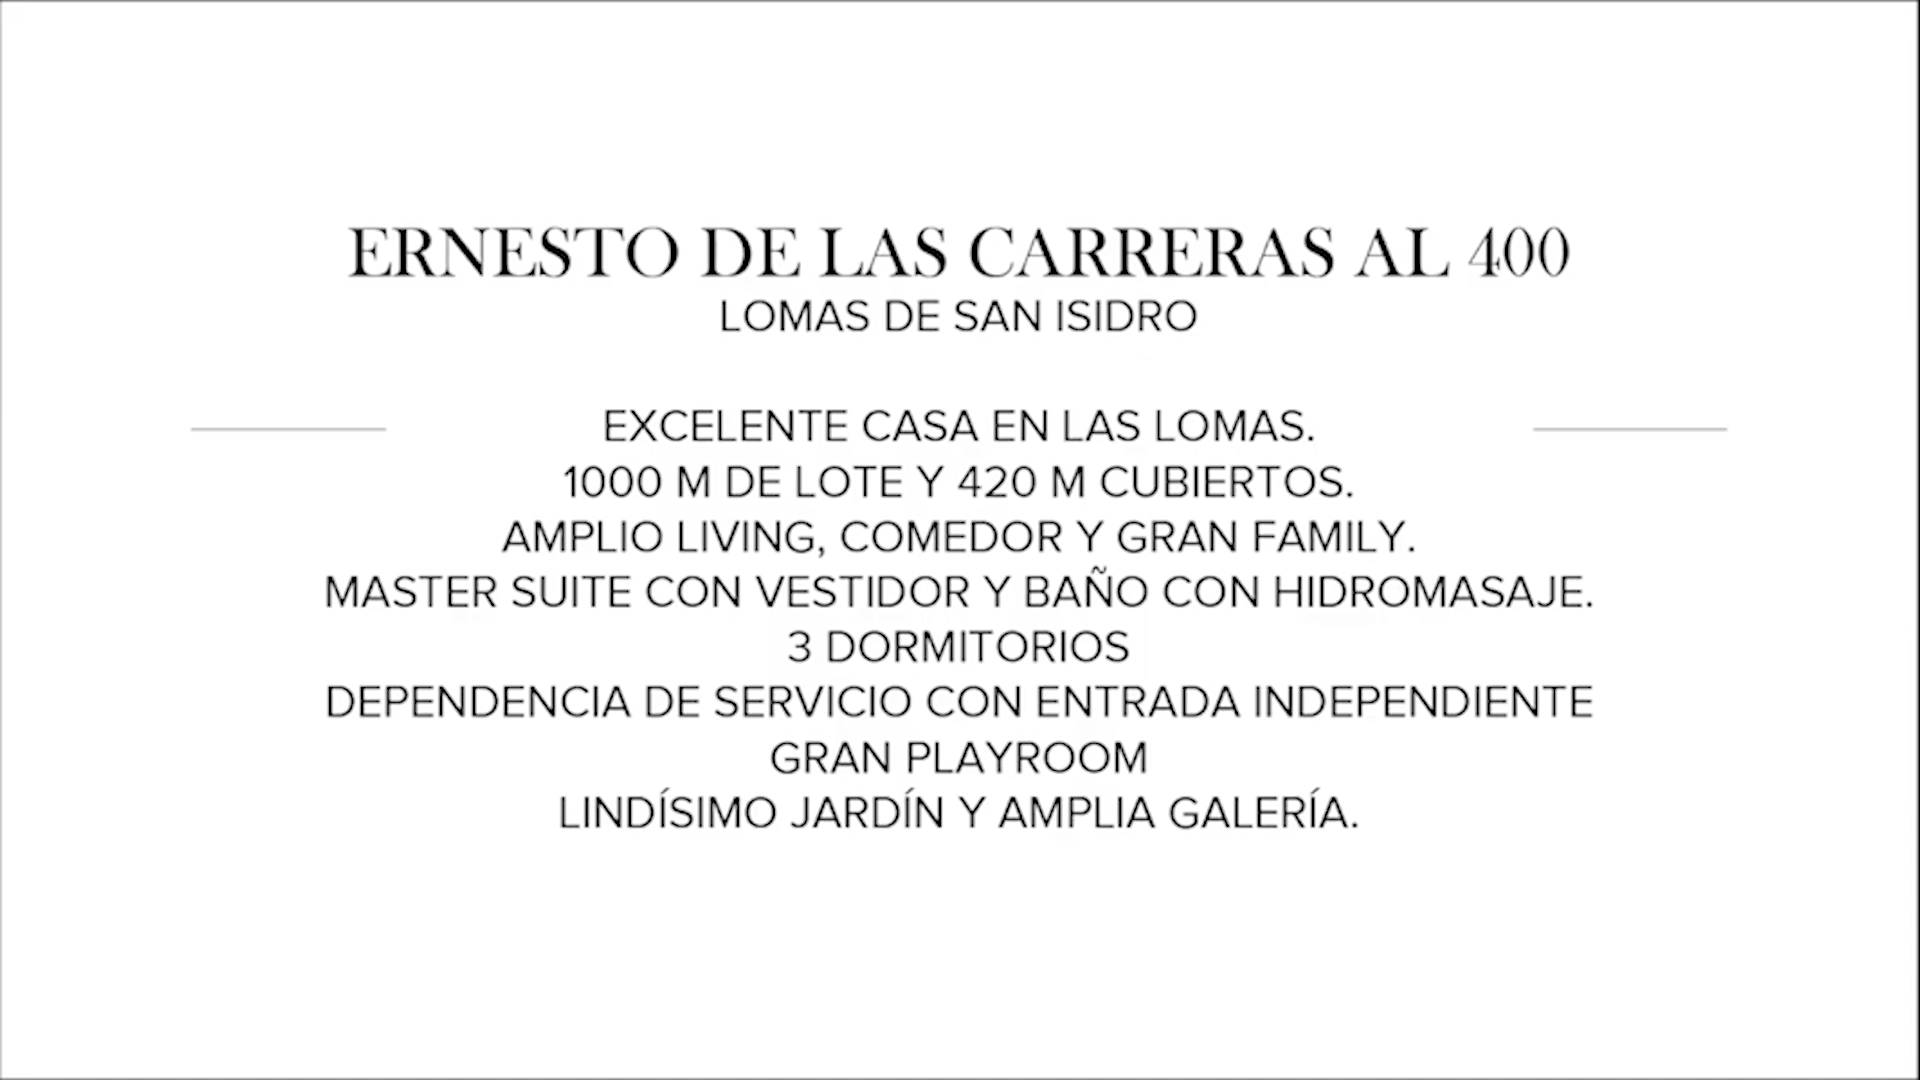 ERNESTO DE LAS CARRERAS AL 400
LOMAS DE SAN ISIDRO
EXCELENTE CASA EN LAS LOMAS.
1000 M DE LOTE Y 420 M CUBIERTOS.
AMPLIO LIVING, COMEDOR Y GRAN FAMILY.
MASTER SUITE CON VESTIDOR Y BAÑO CON HIDROMASAJE.
3 DORMITORIOS
DEPENDENCIA DE SERVICIO CON ENTRADA INDEPENDIENTE
GRAN PLAYROOM
LINDÍSIMO JARDÍN Y AMPLIA GALERÍA.